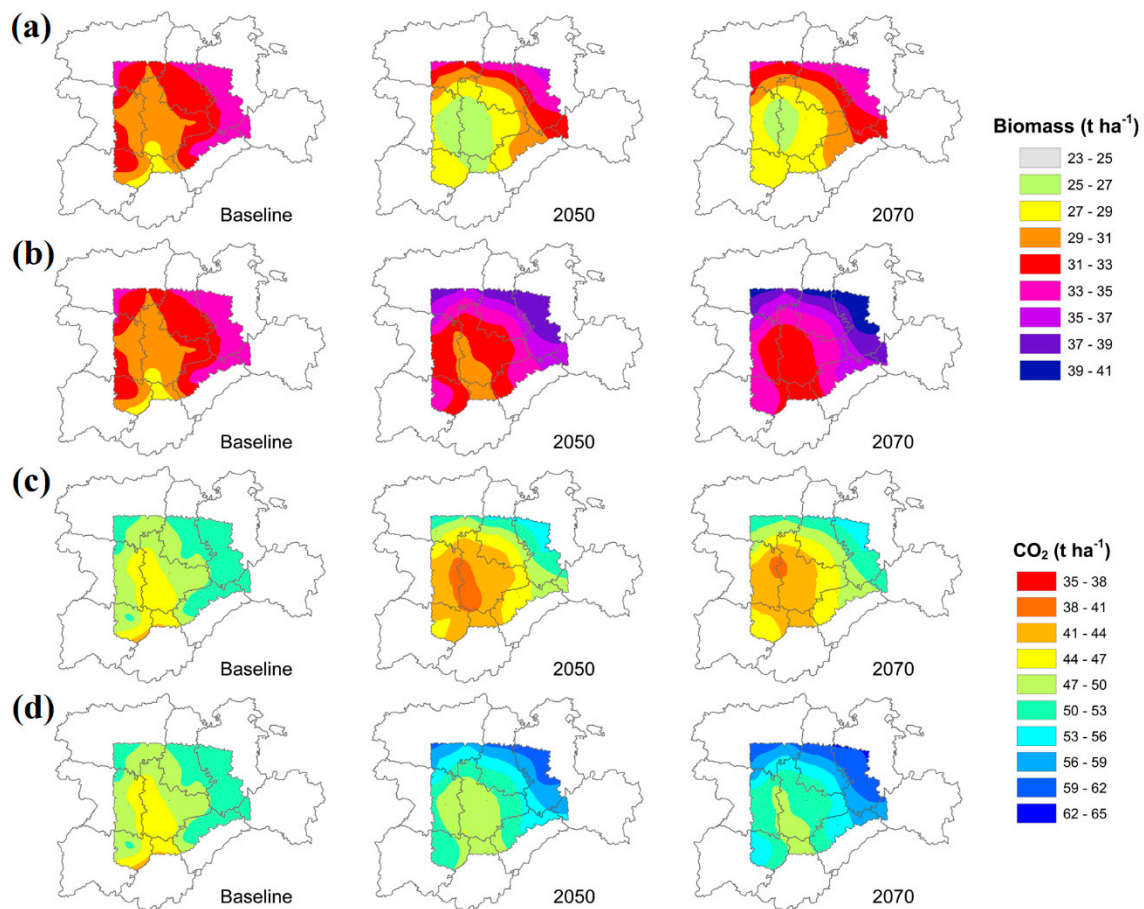 (a)
Baseline
2050
2070
(b)
Baseline
2050
2070
(c)
Baseline
2050
2070
(d)
Baseline
2050
2070
Biomass (t ha⁻¹)
23 - 25
25 - 27
27 - 29
29 - 31
31 - 33
33 - 35
35 - 37
37 - 39
39 - 41
CO₂ (t ha⁻¹)
35 - 38
38 - 41
41 - 44
44 - 47
47 - 50
50 - 53
53 - 56
56 - 59
59 - 62
62 - 65